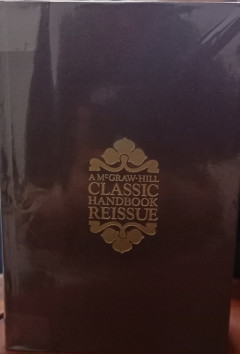 A McGRAW-HILL
CLASSIC
HANDBOOK
REISSUE